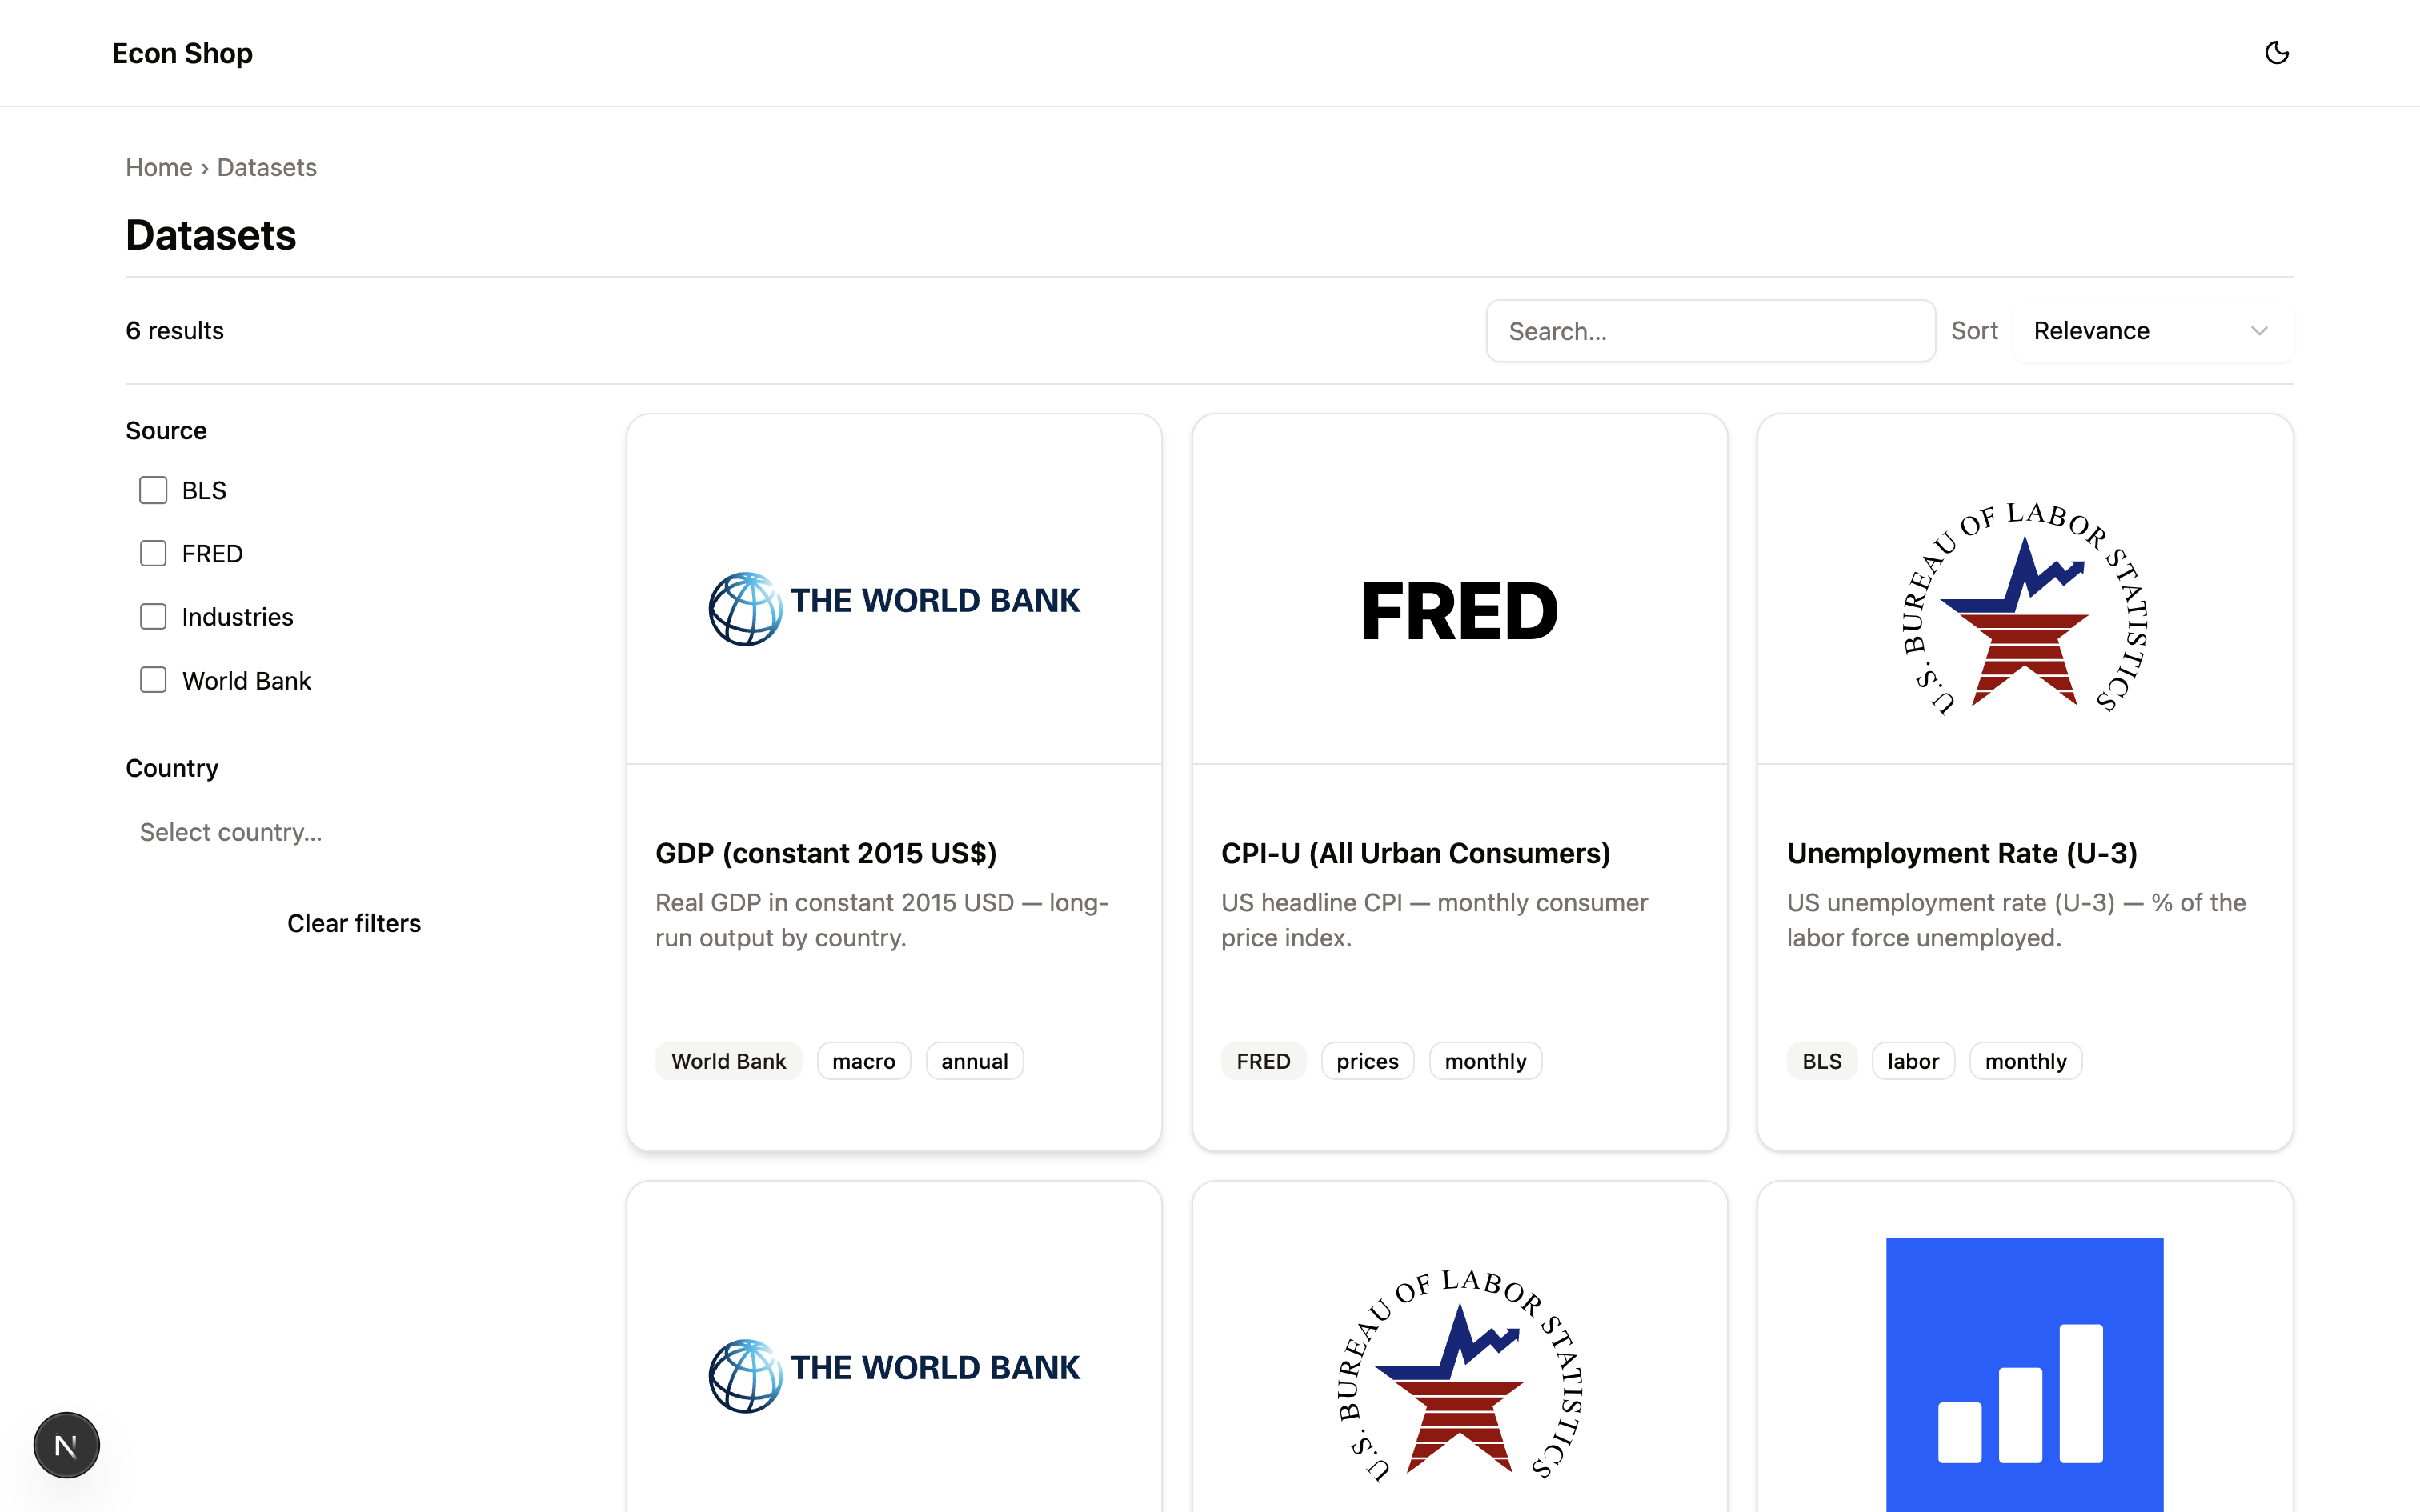 Econ Shop
Home › Datasets
Datasets
6 results
Search...
Sort
Relevance
Source
BLS
FRED
Industries
World Bank
Country
Select country...
Clear filters
THE WORLD BANK
GDP (constant 2015 US$)
Real GDP in constant 2015 USD — long-
run output by country.
World Bank
macro
annual
FRED
CPI-U (All Urban Consumers)
US headline CPI — monthly consumer
price index.
FRED
prices
monthly
U.S. BUREAU OF LABOR STATISTICS
Unemployment Rate (U-3)
US unemployment rate (U-3) — % of the
labor force unemployed.
BLS
labor
monthly
THE WORLD BANK
U.S. BUREAU OF LABOR STATISTICS
N